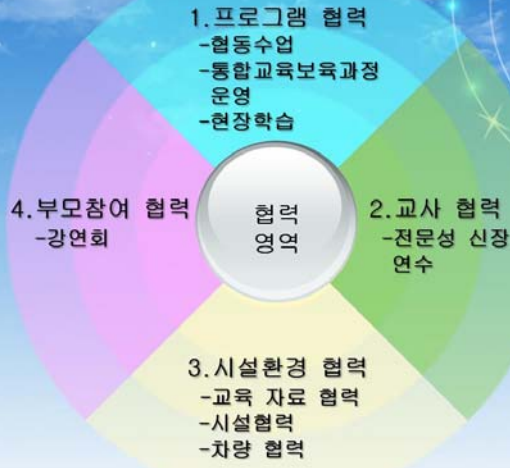 1.프로그램 협력
-협동수업
-통합교육보육과정
운영
-현장학습
4.부모참여 협력
-강연회
협력
영역
2.교사 협력
-전문성 신장
연수
3.시설환경 협력
-교육 자료 협력
-시설협력
-차량 협력